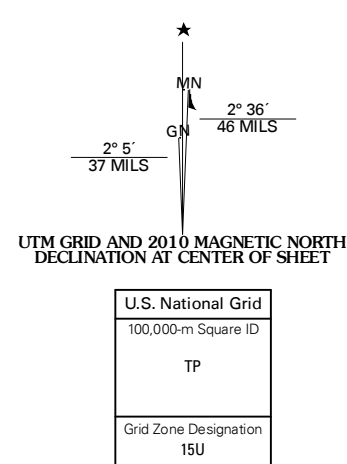 ★
MN
GN
2° 36´
46 MILS
2° 5´
37 MILS
UTM GRID AND 2010 MAGNETIC NORTH
DECLINATION AT CENTER OF SHEET
U.S. National Grid
100,000-m Square ID
TP
Grid Zone Designation
15U